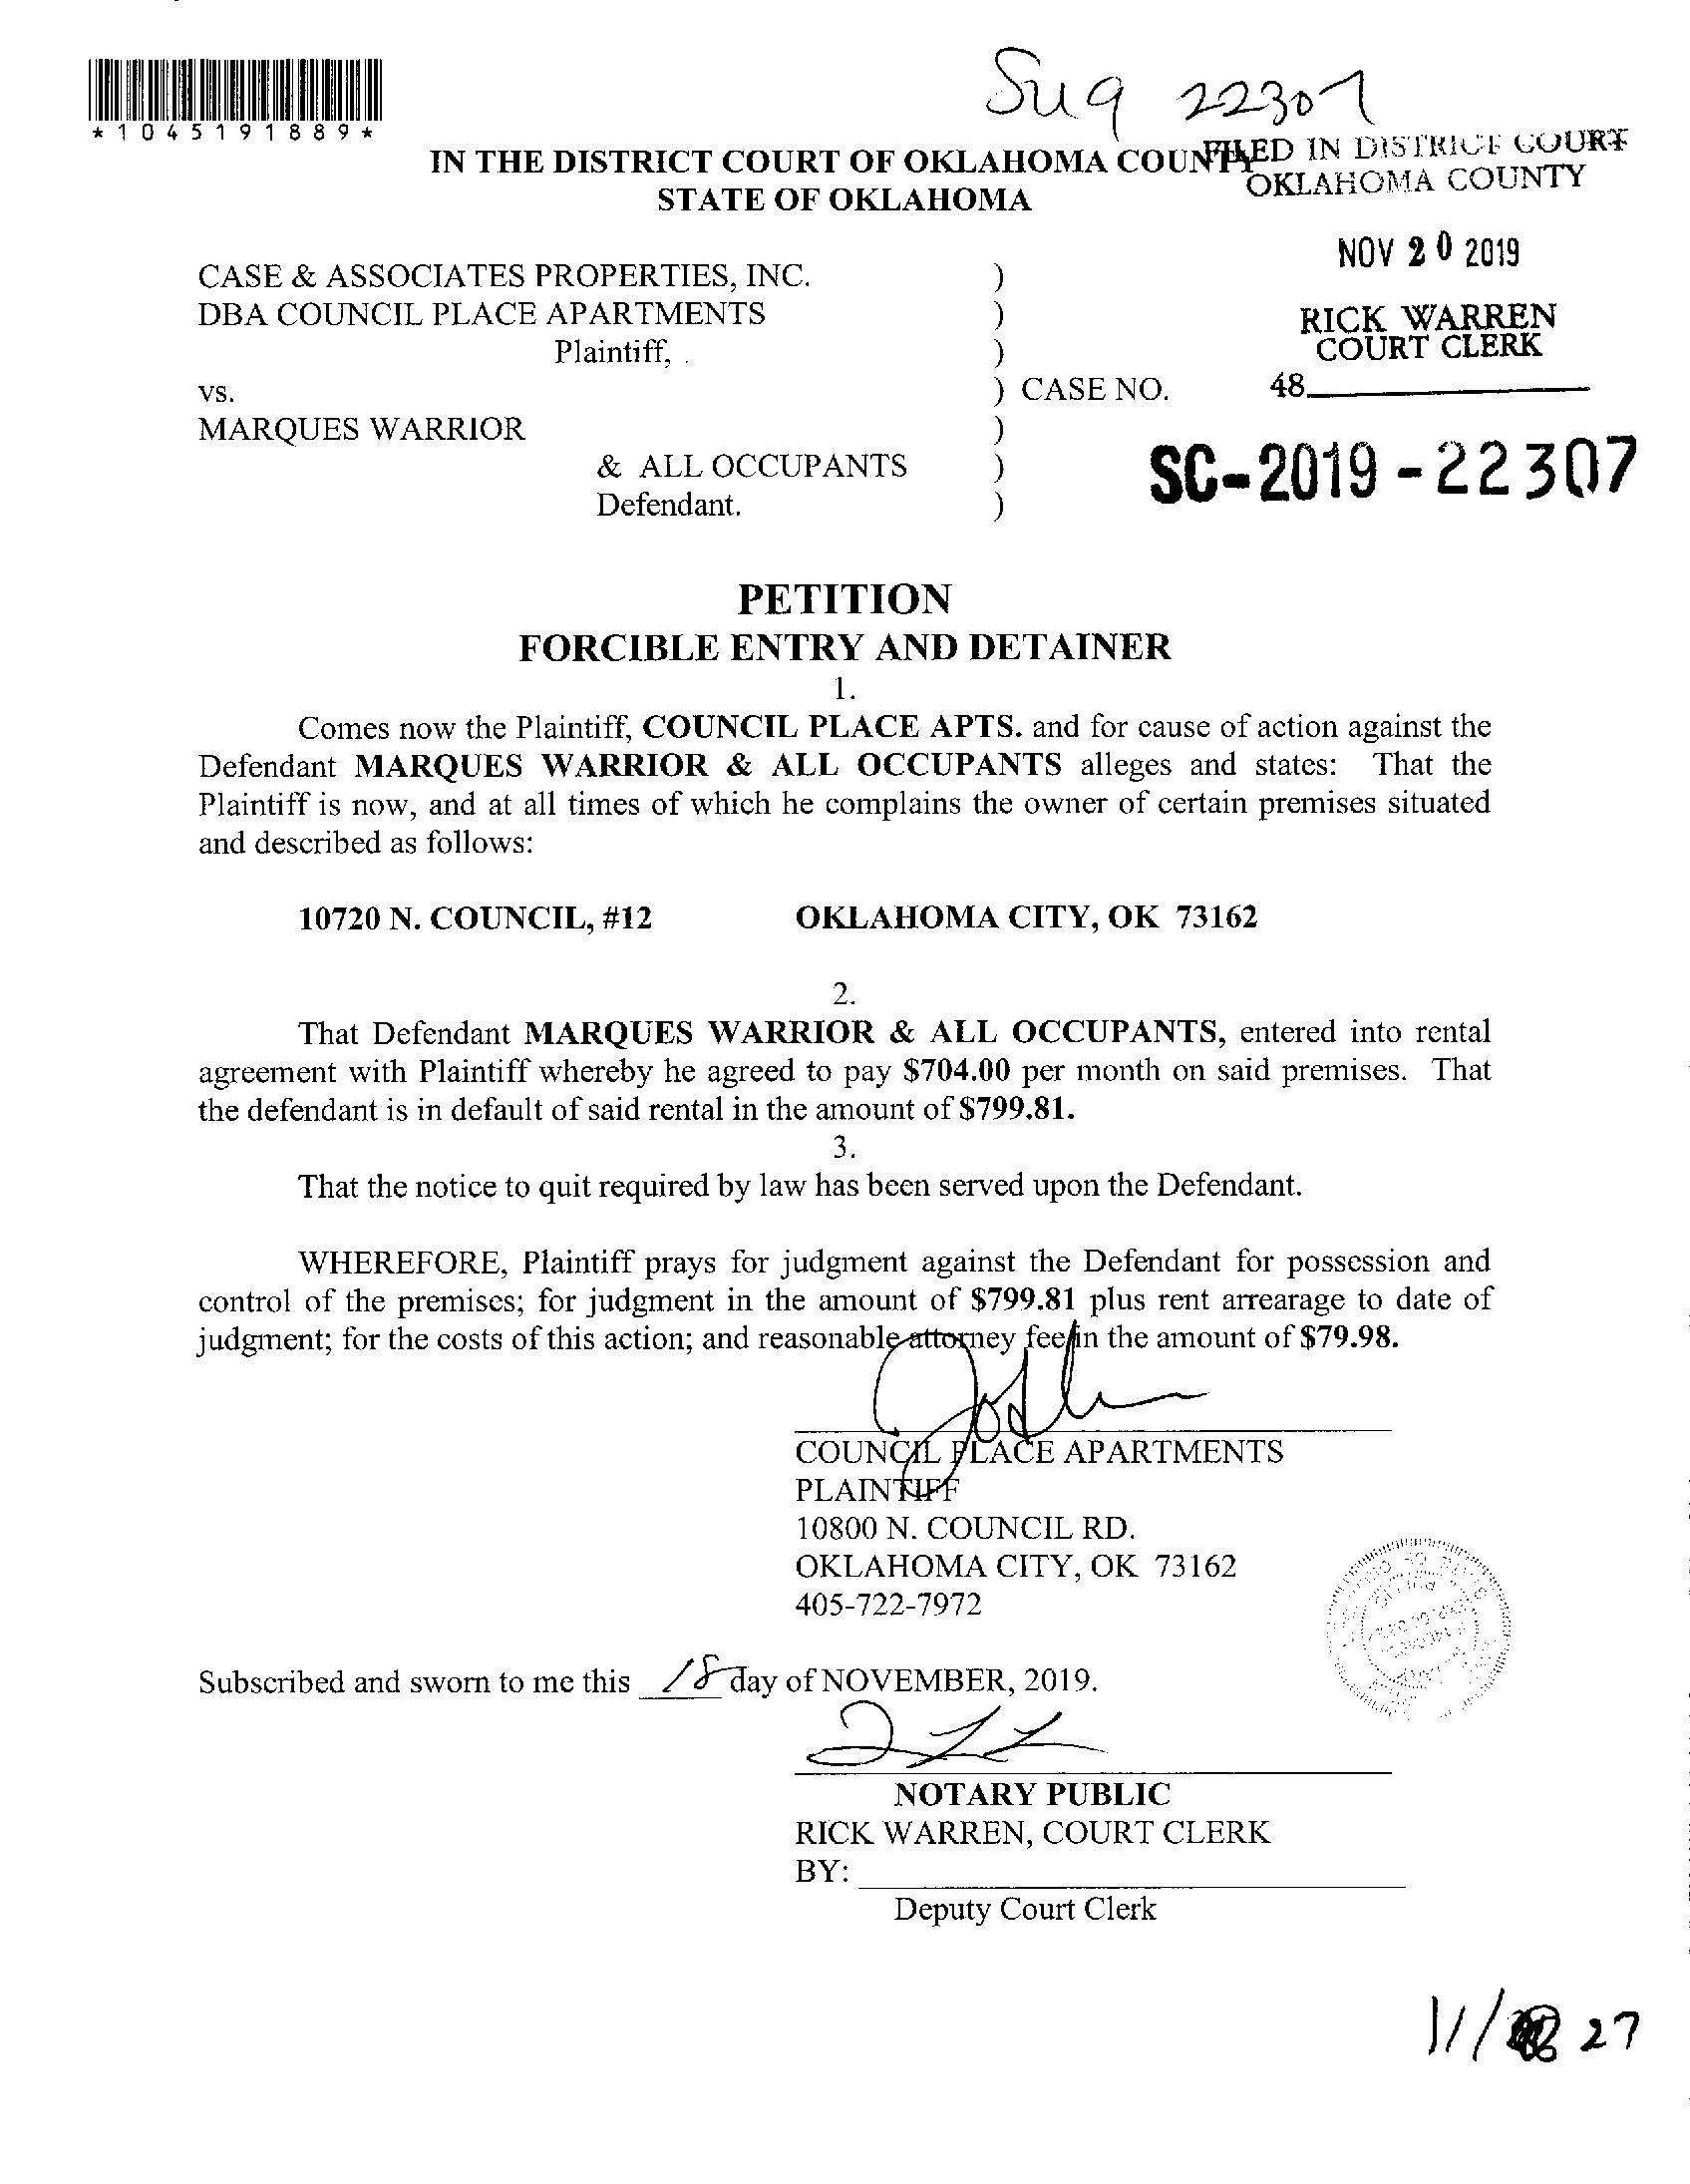 *1045191889*
22307
IN THE DISTRICT COURT OF OKLAHOMA COUNTY
STATE OF OKLAHOMA
FILED IN DISTRICT COURT
OKLAHOMA COUNTY
NOV 20 2019
RICK WARREN
COURT CLERK
48
CASE & ASSOCIATES PROPERTIES, INC. )
DBA COUNCIL PLACE APARTMENTS )
Plaintiff, )
vs. ) CASE NO.
MARQUES WARRIOR )
& ALL OCCUPANTS )
Defendant. )
SC-2019-22307
PETITION
FORCIBLE ENTRY AND DETAINER
1.
Comes now the Plaintiff, COUNCIL PLACE APTS. and for cause of action against the
Defendant MARQUES WARRIOR & ALL OCCUPANTS alleges and states: That the
Plaintiff is now, and at all times of which he complains the owner of certain premises situated
and described as follows:
10720 N. COUNCIL, #12 OKLAHOMA CITY, OK 73162
2.
That Defendant MARQUES WARRIOR & ALL OCCUPANTS, entered into rental
agreement with Plaintiff whereby he agreed to pay $704.00 per month on said premises. That
the defendant is in default of said rental in the amount of $799.81.
3.
That the notice to quit required by law has been served upon the Defendant.
WHEREFORE, Plaintiff prays for judgment against the Defendant for possession and
control of the premises; for judgment in the amount of $799.81 plus rent arrearage to date of
judgment; for the costs of this action; and reasonable attorney fee in the amount of $79.98.
COUNCIL PLACE APARTMENTS
PLAINTIFF
10800 N. COUNCIL RD.
OKLAHOMA CITY, OK 73162
405-722-7972
Subscribed and sworn to me this 18 day of NOVEMBER, 2019.
NOTARY PUBLIC
RICK WARREN, COURT CLERK
BY:
Deputy Court Clerk
11/ 27